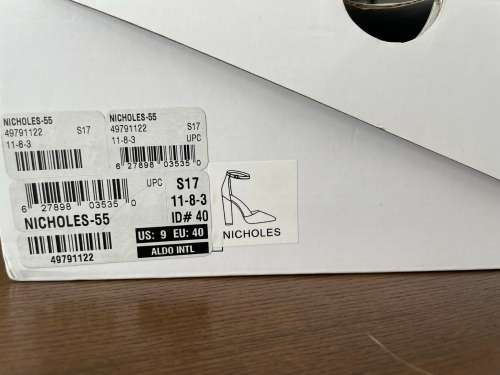 NICHOLES-55
49791122 S17
11-8-3
NICHOLES-55
49791122 S17
11-8-3 UPC
6 27898 03535 0
UPC S17
6 27898 03535 0
11-8-3
NICHOLES-55 ID# 40
US: 9 EU: 40
49791122
ALDO INTL
NICHOLES